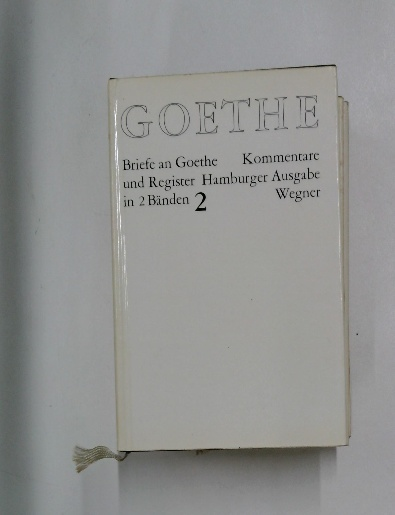 GOETHE
Briefe an Goethe Kommentare
und Register Hamburger Ausgabe
in 2 Bänden 2 Wegner